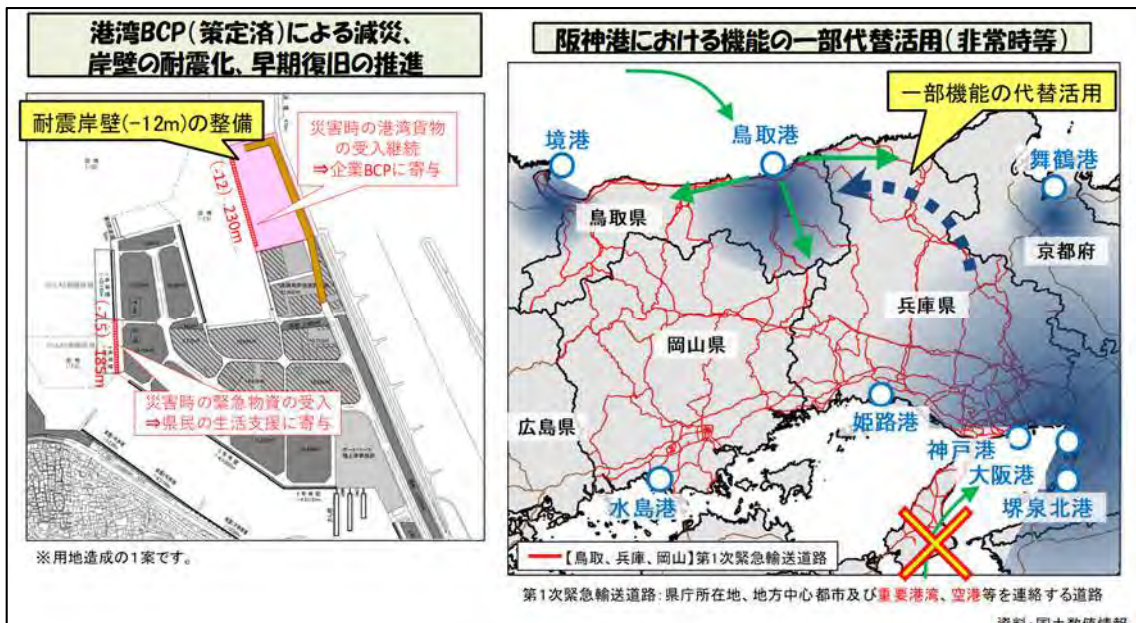 港湾BCP(策定済)による減災、
岸壁の耐震化、早期復旧の推進
耐震岸壁(-12m)の整備
災害時の港湾貨物
の受入継続
⇒企業BCPに寄与
(-12) 230m
(-7.5) 185m
災害時の緊急物資の受入
⇒県民の生活支援に寄与
※用地造成の1案です。
阪神港における機能の一部代替活用(非常時等)
一部機能の代替活用
境港
鳥取港
舞鶴港
鳥取県
京都府
兵庫県
岡山県
広島県
姫路港
神戸港
大阪港
水島港
堺泉北港
【鳥取、兵庫、岡山】第1次緊急輸送道路
第1次緊急輸送道路:県庁所在地、地方中心都市及び重要港湾、空港等を連絡する道路
資料:国土数値情報